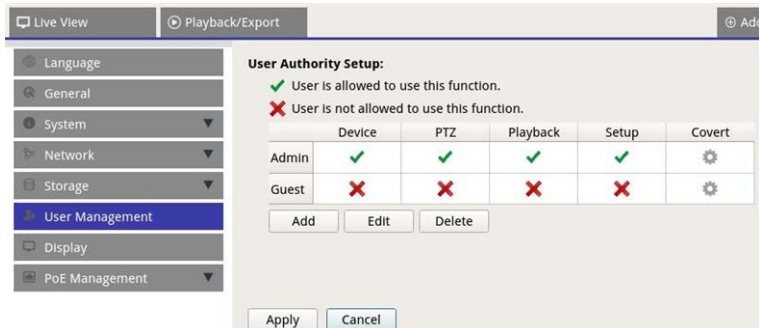 Live View
Playback/Export
Add
Language
General
System
Network
Storage
User Management
Display
PoE Management
User Authority Setup:
User is allowed to use this function.
User is not allowed to use this function.
Device PTZ Playback Setup Covert
Admin
Guest
Add Edit Delete
Apply Cancel